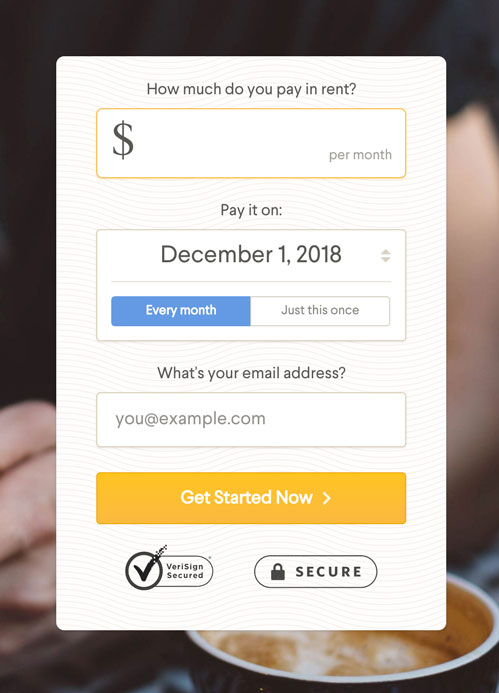 How much do you pay in rent?
$
per month
Pay it on:
December 1, 2018
Every month
Just this once
What's your email address?
you@example.com
Get Started Now
VeriSign
Secured
SECURE